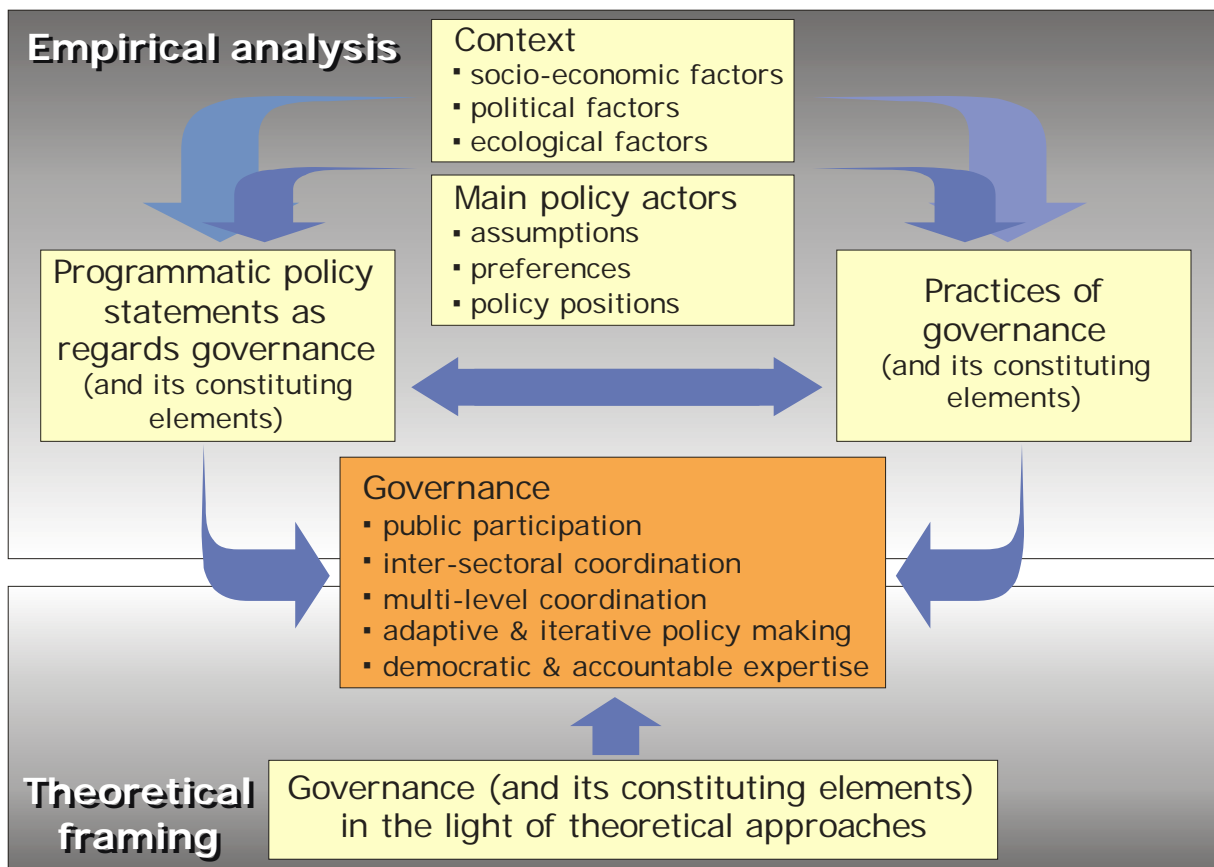 Empirical analysis
Context
▪ socio-economic factors
▪ political factors
▪ ecological factors
Main policy actors
▪ assumptions
▪ preferences
▪ policy positions
Programmatic policy
statements as
regards governance
(and its constituting
elements)
Practices of
governance
(and its constituting
elements)
Governance
▪ public participation
▪ inter-sectoral coordination
▪ multi-level coordination
▪ adaptive & iterative policy making
▪ democratic & accountable expertise
Theoretical
framing
Governance (and its constituting elements)
in the light of theoretical approaches